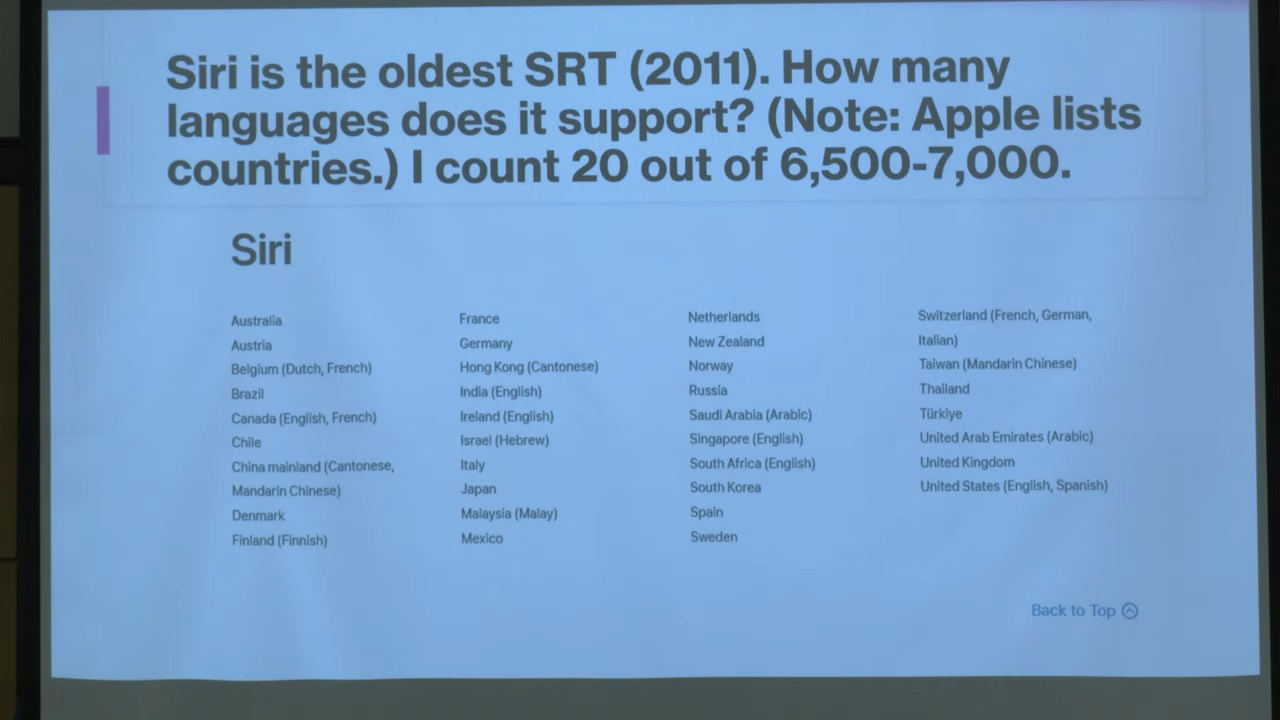 Siri is the oldest SRT (2011). How many
languages does it support? (Note: Apple lists
countries.) I count 20 out of 6,500-7,000.
Siri
Australia
Austria
Belgium (Dutch, French)
Brazil
Canada (English, French)
Chile
China mainland (Cantonese,
Mandarin Chinese)
Denmark
Finland (Finnish)
France
Germany
Hong Kong (Cantonese)
India (English)
Ireland (English)
Israel (Hebrew)
Italy
Japan
Malaysia (Malay)
Mexico
Netherlands
New Zealand
Norway
Russia
Saudi Arabia (Arabic)
Singapore (English)
South Africa (English)
South Korea
Spain
Sweden
Switzerland (French, German,
Italian)
Taiwan (Mandarin Chinese)
Thailand
Türkiye
United Arab Emirates (Arabic)
United Kingdom
United States (English, Spanish)
Back to Top